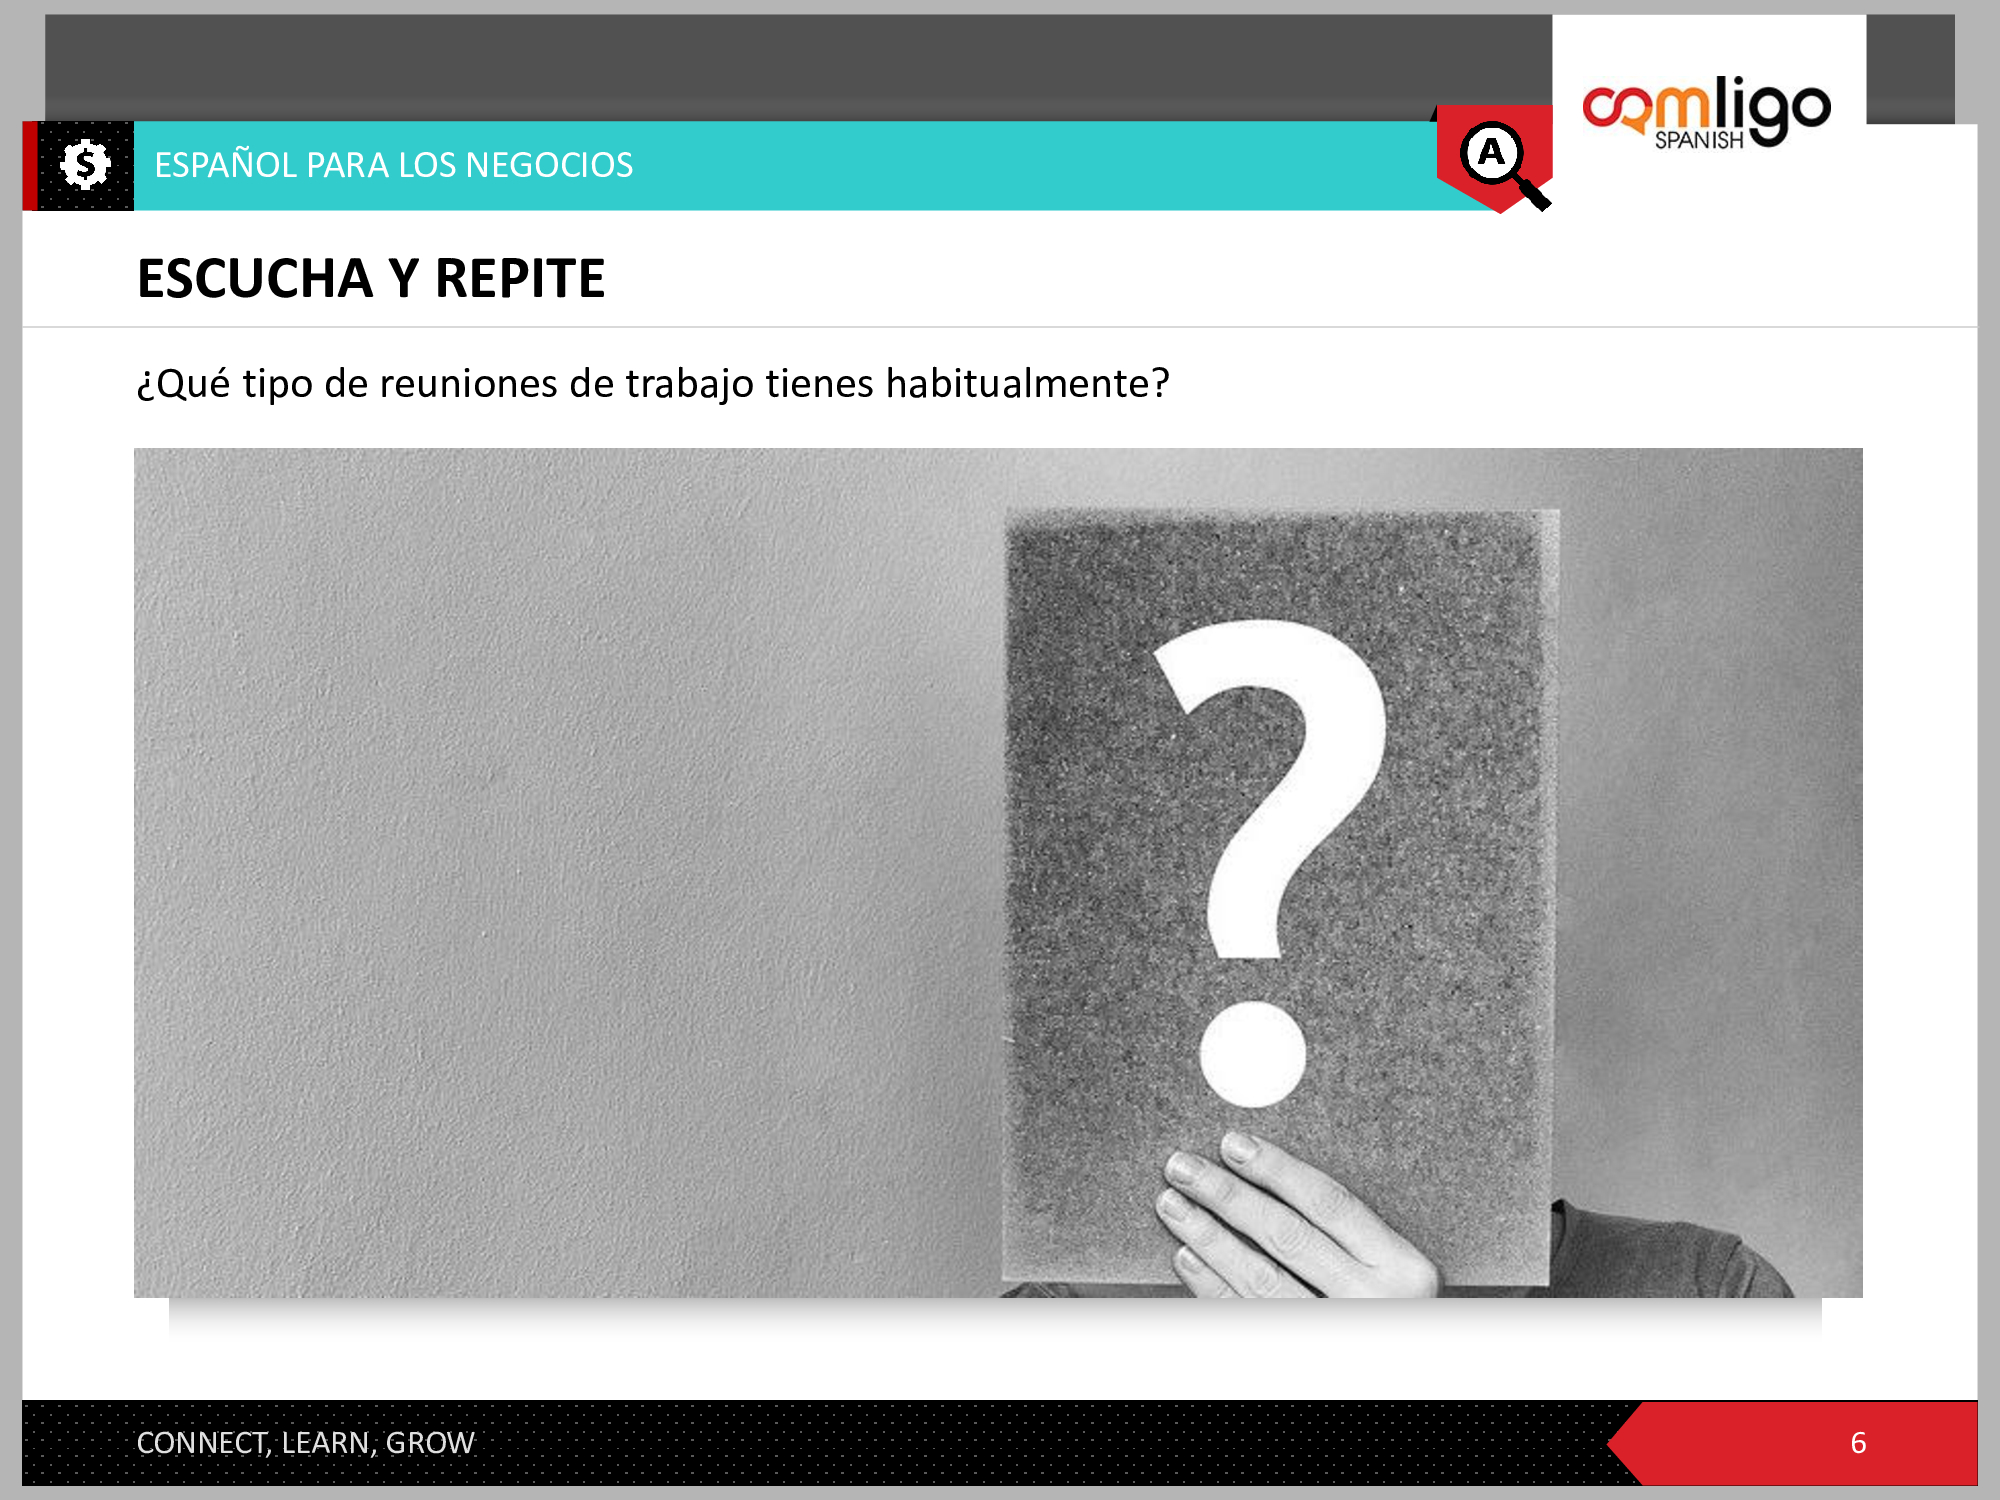 comligo
SPANISH
$
ESPAÑOL PARA LOS NEGOCIOS
A
ESCUCHA Y REPITE
¿Qué tipo de reuniones de trabajo tienes habitualmente?
?
CONNECT, LEARN, GROW
6